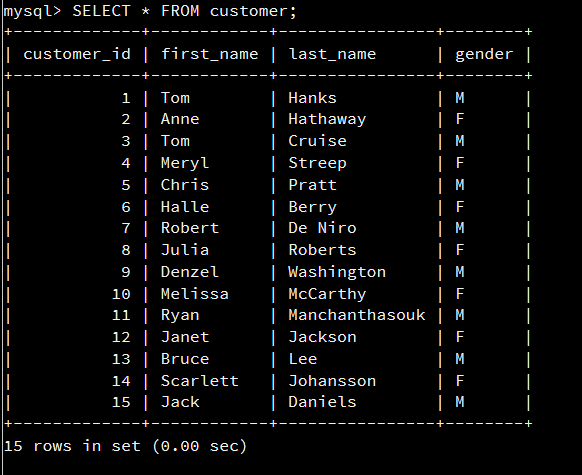 mysql> SELECT * FROM customer;
+-------------+------------+----------------+--------+
| customer_id | first_name | last_name      | gender |
+-------------+------------+----------------+--------+
|           1 | Tom        | Hanks          | M      |
|           2 | Anne       | Hathaway       | F      |
|           3 | Tom        | Cruise         | M      |
|           4 | Meryl      | Streep         | F      |
|           5 | Chris      | Pratt          | M      |
|           6 | Halle      | Berry          | F      |
|           7 | Robert     | De Niro        | M      |
|           8 | Julia      | Roberts        | F      |
|           9 | Denzel     | Washington     | M      |
|          10 | Melissa    | McCarthy       | F      |
|          11 | Ryan       | Manchanthasouk | M      |
|          12 | Janet      | Jackson        | F      |
|          13 | Bruce      | Lee            | M      |
|          14 | Scarlett   | Johansson      | F      |
|          15 | Jack       | Daniels        | M      |
+-------------+------------+----------------+--------+
15 rows in set (0.00 sec)